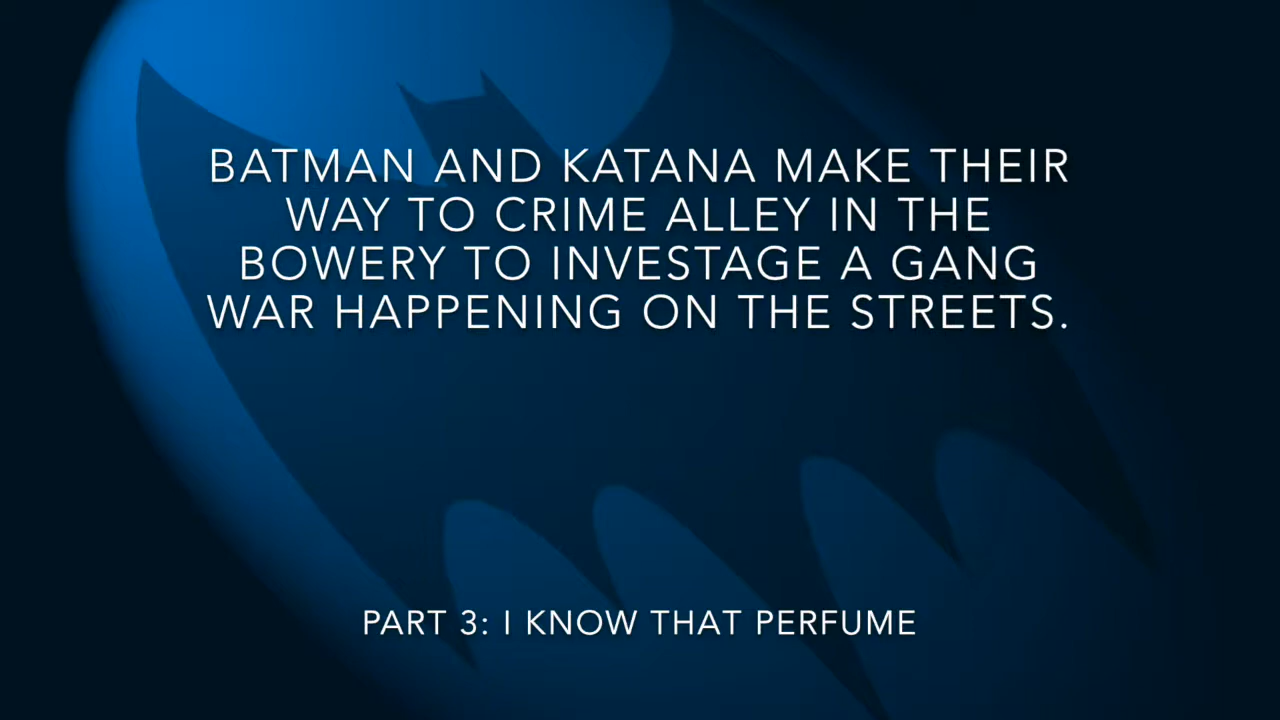 BATMAN AND KATANA MAKE THEIR
WAY TO CRIME ALLEY IN THE
BOWERY TO INVESTAGE A GANG
WAR HAPPENING ON THE STREETS.
PART 3: I KNOW THAT PERFUME